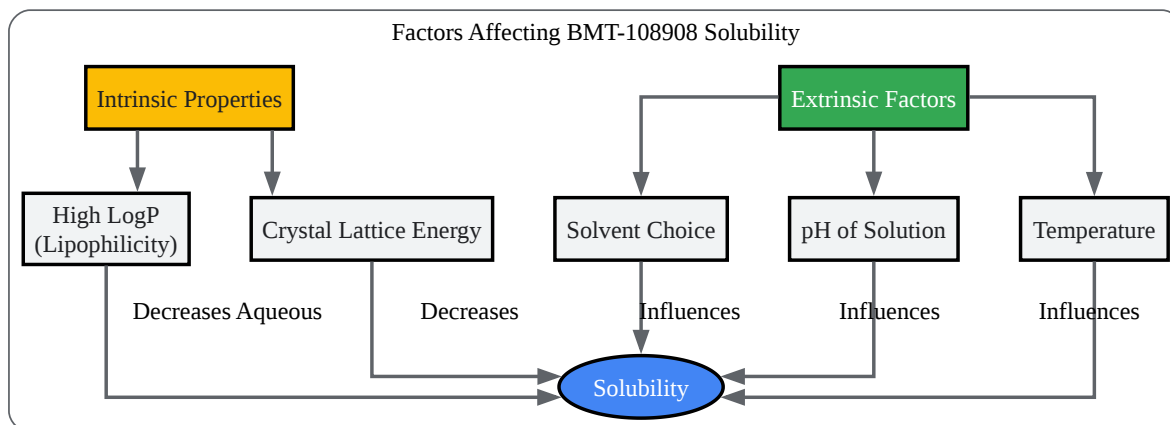 Factors Affecting BMT-108908 Solubility
Intrinsic Properties
Extrinsic Factors
High LogP
(Lipophilicity)
Crystal Lattice Energy
Solvent Choice
pH of Solution
Temperature
Decreases Aqueous
Decreases
Influences
Influences
Influences
Solubility